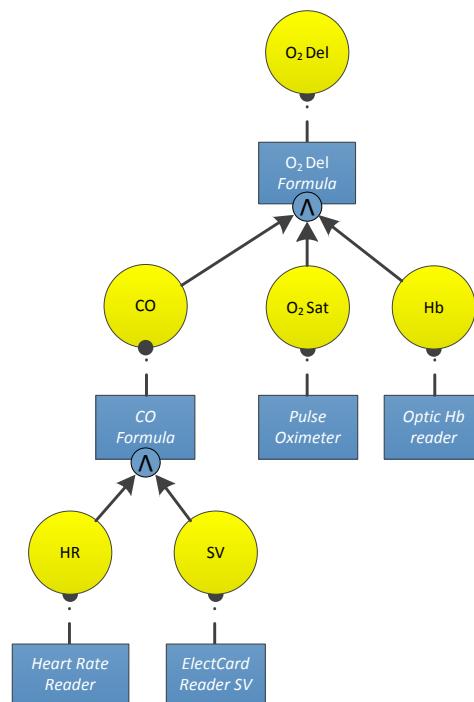 O₂ Del
O₂ Del
Formula
Λ
CO
O₂ Sat
Hb
CO
Formula
Pulse
Oximeter
Optic Hb
reader
Λ
HR
SV
Heart Rate
Reader
ElectCard
Reader SV